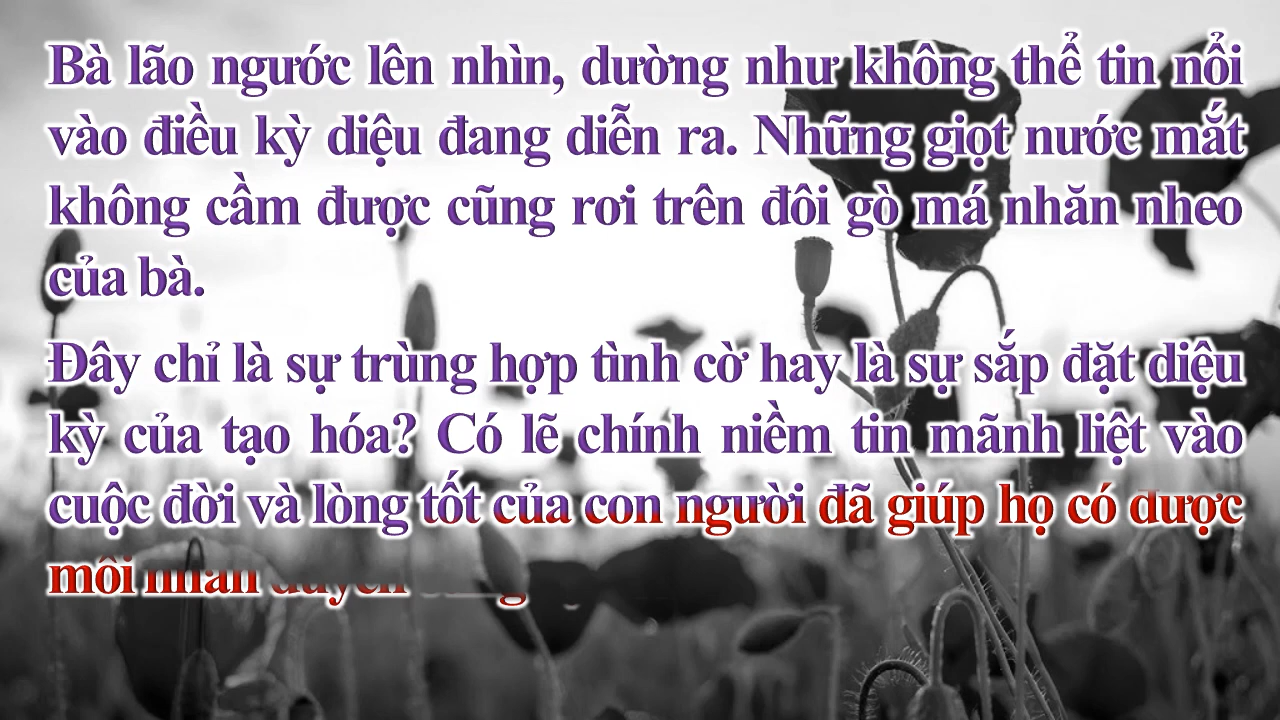 Bà lão ngước lên nhìn, dường như không thể tin nổi
vào điều kỳ diệu đang diễn ra. Những giọt nước mắt
không cầm được cũng rơi trên đôi gò má nhăn nheo
của bà.
Đây chỉ là sự trùng hợp tình cờ hay là sự sắp đặt diệu
kỳ của tạo hóa? Có lẽ chính niềm tin mãnh liệt vào
cuộc đời và lòng tốt của con người đã giúp họ có được
mối nhân duyên